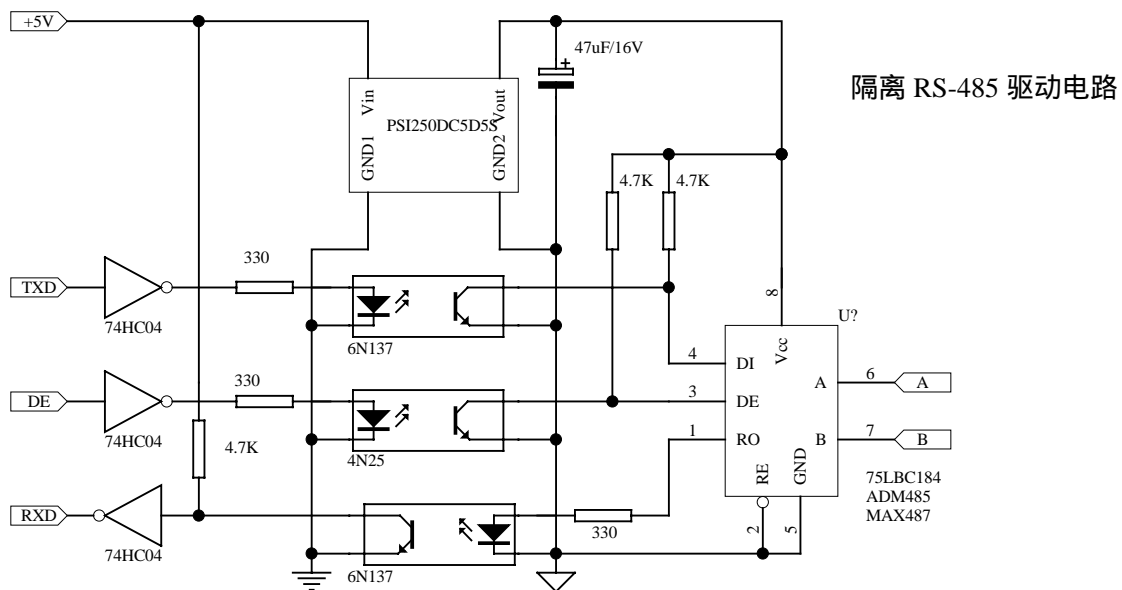 +5V
47uF/16V
隔离 RS-485 驱动电路
Vin
Vout
PSI250DC5D5S
GND1
GND2
4.7K
4.7K
330
TXD
74HC04
6N137
8
U?
Vcc
4
DI
A
6
A
330
DE
74HC04
4N25
3
DE
1
RO
B
7
B
4.7K
RE
GND
75LBC184
ADM485
MAX487
RXD
74HC04
6N137
330
2
5